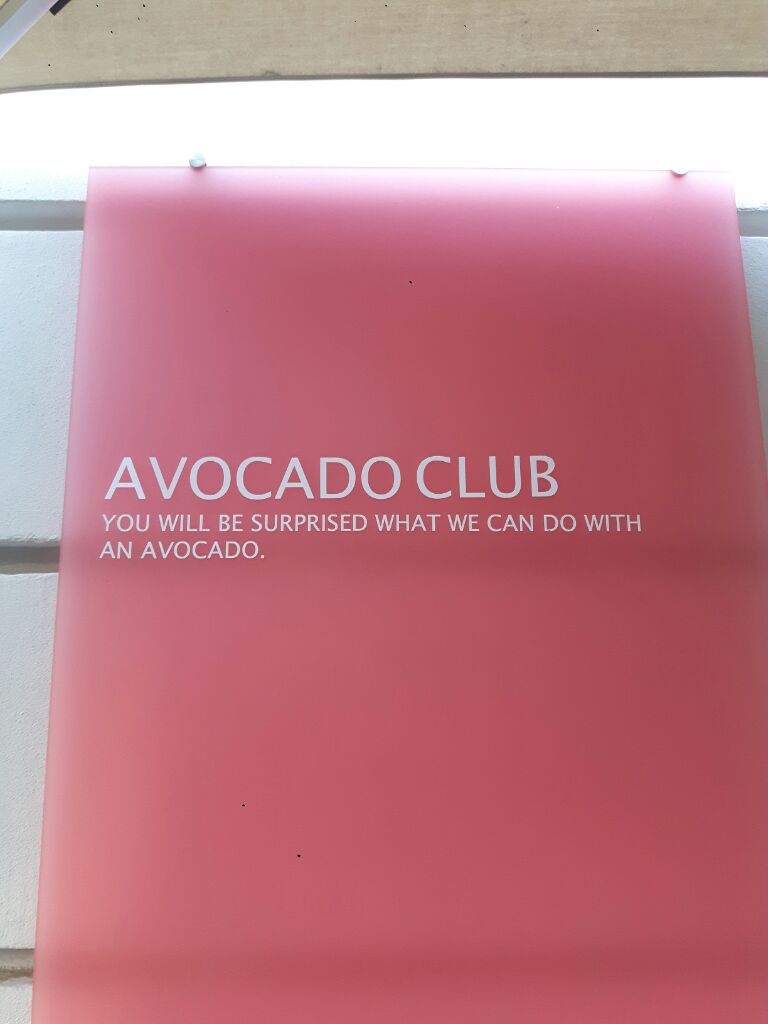 AVOCADO CLUB
YOU WILL BE SURPRISED WHAT WE CAN DO WITH
AN AVOCADO.